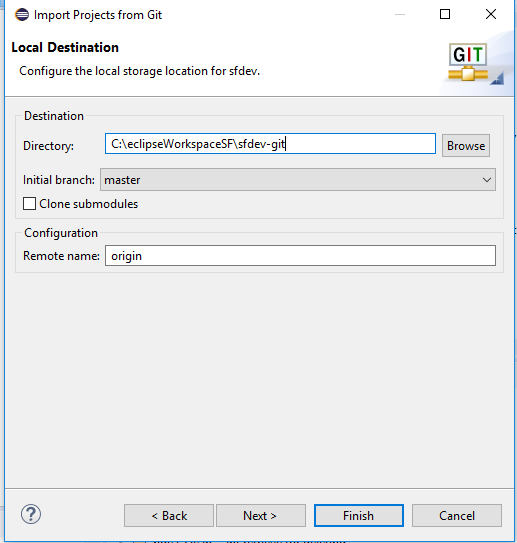 Import Projects from Git
Local Destination
Configure the local storage location for sfdev.
GIT
Destination
Directory: C:\eclipseWorkspaceSF\sfdev-git Browse
Initial branch: master
Clone submodules
Configuration
Remote name: origin
? < Back Next > Finish Cancel